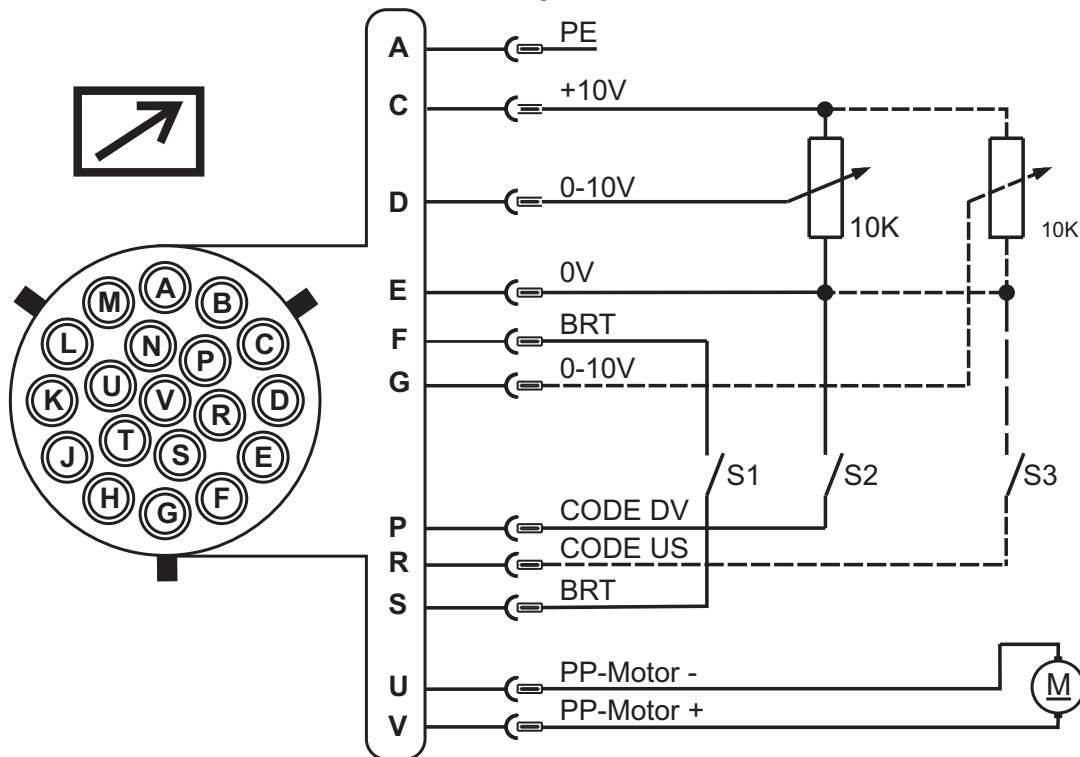 A PE
C +10V
D 0-10V
10K
10K
E 0V
F BRT
G 0-10V
S1
S2
S3
P CODE DV
R CODE US
S BRT
U PP-Motor -
V PP-Motor +
M
A
M
B
L
N
P
C
K
U
V
R
D
J
T
S
E
H
G
F